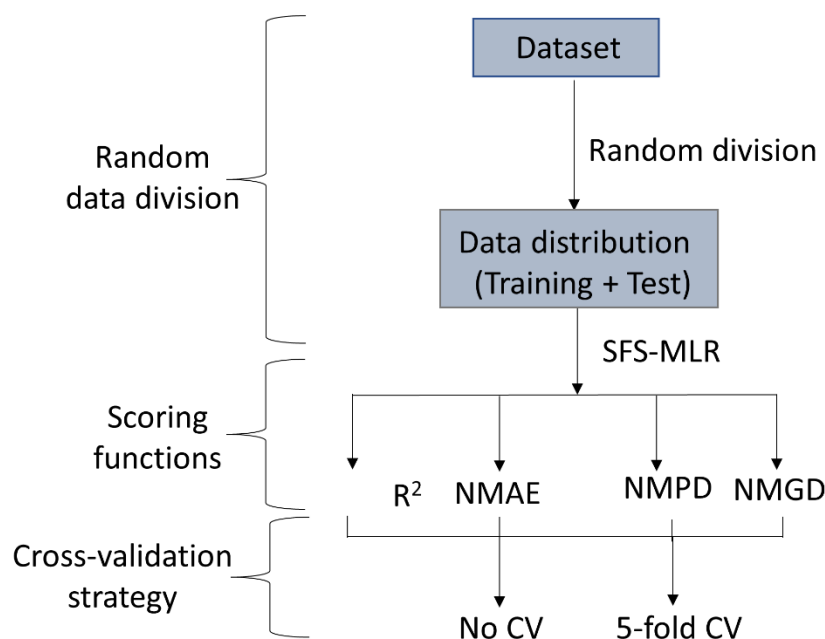 Dataset
Random division
Random
data division
Data distribution
(Training + Test)
SFS-MLR
Scoring
functions
R² NMAE NMPD NMGD
Cross-validation
strategy
No CV 5-fold CV